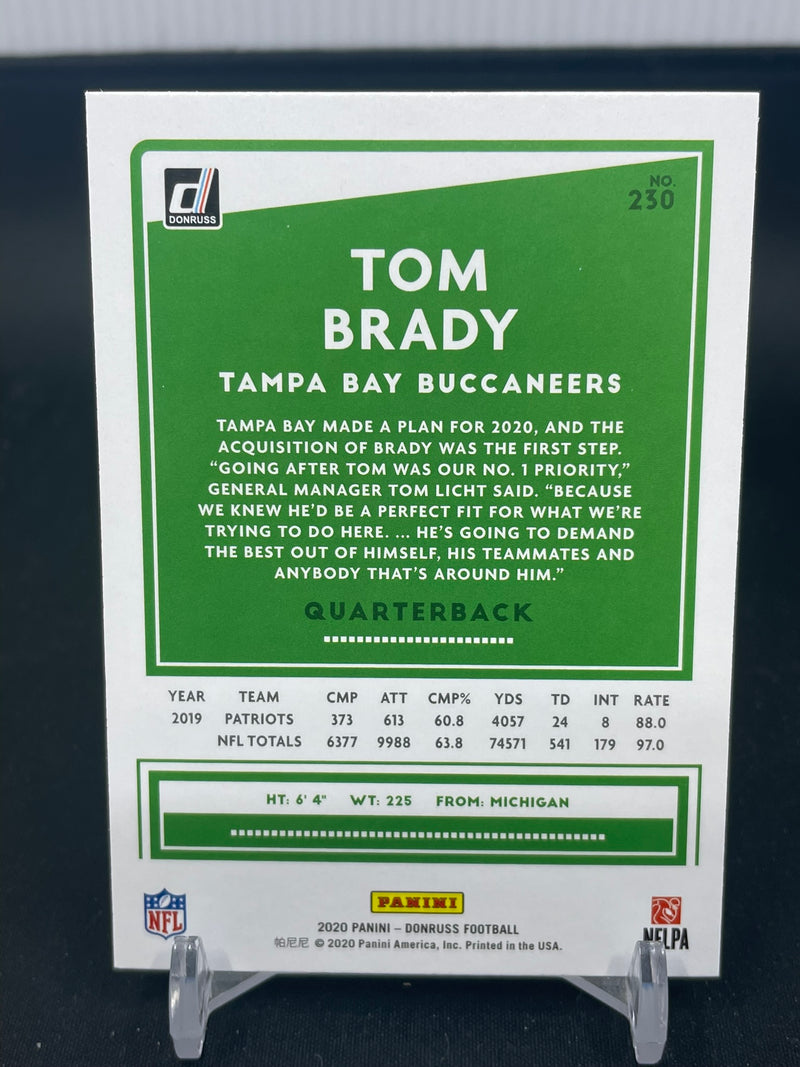 DONRUSS
NO.
230
TOM
BRADY
TAMPA BAY BUCCANEERS
TAMPA BAY MADE A PLAN FOR 2020, AND THE
ACQUISITION OF BRADY WAS THE FIRST STEP.
“GOING AFTER TOM WAS OUR NO. 1 PRIORITY,”
GENERAL MANAGER TOM LICHT SAID. “BECAUSE
WE KNEW HE’D BE A PERFECT FIT FOR WHAT WE’RE
TRYING TO DO HERE. ... HE’S GOING TO DEMAND
THE BEST OUT OF HIMSELF, HIS TEAMMATES AND
ANYBODY THAT’S AROUND HIM.”
QUARTERBACK
YEAR TEAM CMP ATT CMP% YDS TD INT RATE
2019 PATRIOTS 373 613 60.8 4057 24 8 88.0
NFL TOTALS 6377 9988 63.8 74571 541 179 97.0
HT: 6' 4" WT: 225 FROM: MICHIGAN
NFL
PANINI
2020 PANINI – DONRUSS FOOTBALL
帕尼尼 © 2020 Panini America, Inc. Printed in the USA.
NFLPA